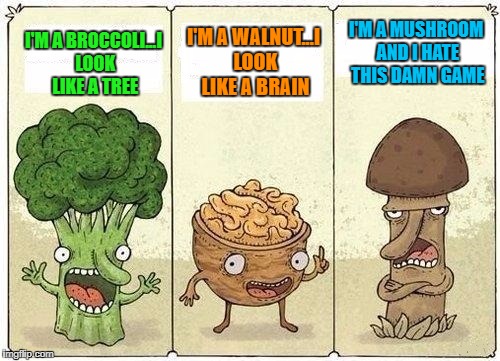 I'M A BROCCOLI...I
LOOK
LIKE A TREE
I'M A WALNUT...I
LOOK
LIKE A BRAIN
I'M A MUSHROOM
AND I HATE
THIS DAMN GAME
imgflip.com